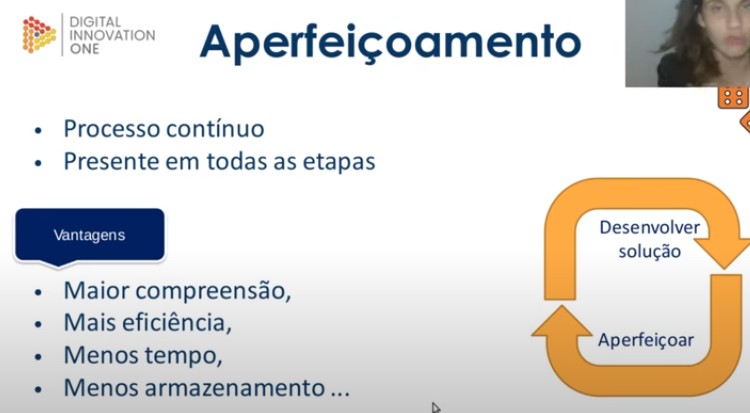 DIGITAL
INNOVATION
ONE
Aperfeiçoamento
• Processo contínuo
• Presente em todas as etapas
Vantagens
• Maior compreensão,
• Mais eficiência,
• Menos tempo,
• Menos armazenamento ...
Desenvolver
solução
Aperfeiçoar